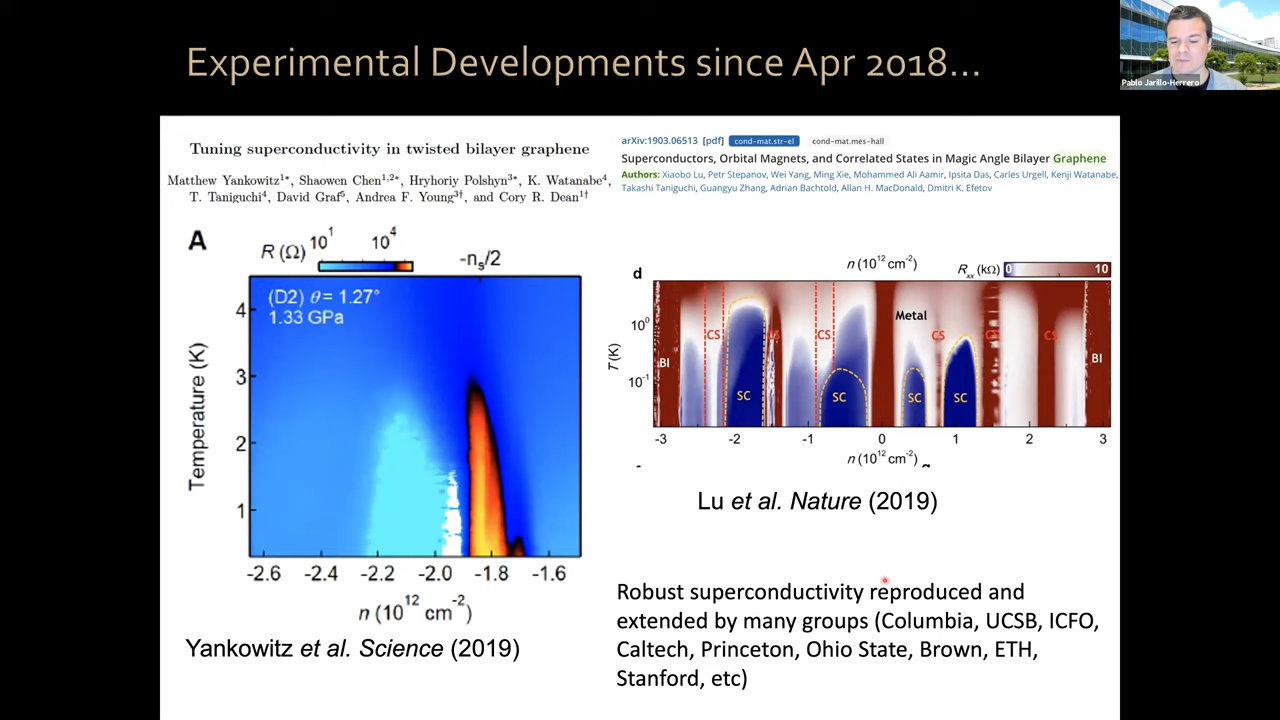 Experimental Developments since Apr 2018...
Pablo Jarillo-Herrero
Tuning superconductivity in twisted bilayer graphene
Matthew Yankowitz¹*, Shaowen Chen¹,²*, Hryhoriy Polshyn³*, K. Watanabe⁴,
T. Taniguchi⁴, David Graf⁵, Andrea F. Young³†, and Cory R. Dean¹†
A
R (Ω) 10¹ 10⁴
-nₛ/2
(D2) θ = 1.27°
1.33 GPa
Temperature (K)
4
3
2
1
-2.6 -2.4 -2.2 -2.0 -1.8 -1.6
n (10¹² cm⁻²)
Yankowitz et al. Science (2019)
arXiv:1903.06513 [pdf] cond-mat.str-el cond-mat.mes-hall
Superconductors, Orbital Magnets, and Correlated States in Magic Angle Bilayer Graphene
Authors: Xiaobo Lu, Petr Stepanov, Wei Yang, Ming Xie, Mohammed Ali Aamir, Ipsita Das, Carles Urgell, Kenji Watanabe,
Takashi Taniguchi, Guangyu Zhang, Adrian Bachtold, Allan H. MacDonald, Dmitri K. Efetov
d
n (10¹² cm⁻²)
Rₓₓ (kΩ) 0 10
T (K)
10⁰
10⁻¹
BI CS CS Metal CS CS BI
SC SC SC SC
-3 -2 -1 0 1 2 3
n (10¹² cm⁻²)
Lu et al. Nature (2019)
Robust superconductivity reproduced and
extended by many groups (Columbia, UCSB, ICFO,
Caltech, Princeton, Ohio State, Brown, ETH,
Stanford, etc)